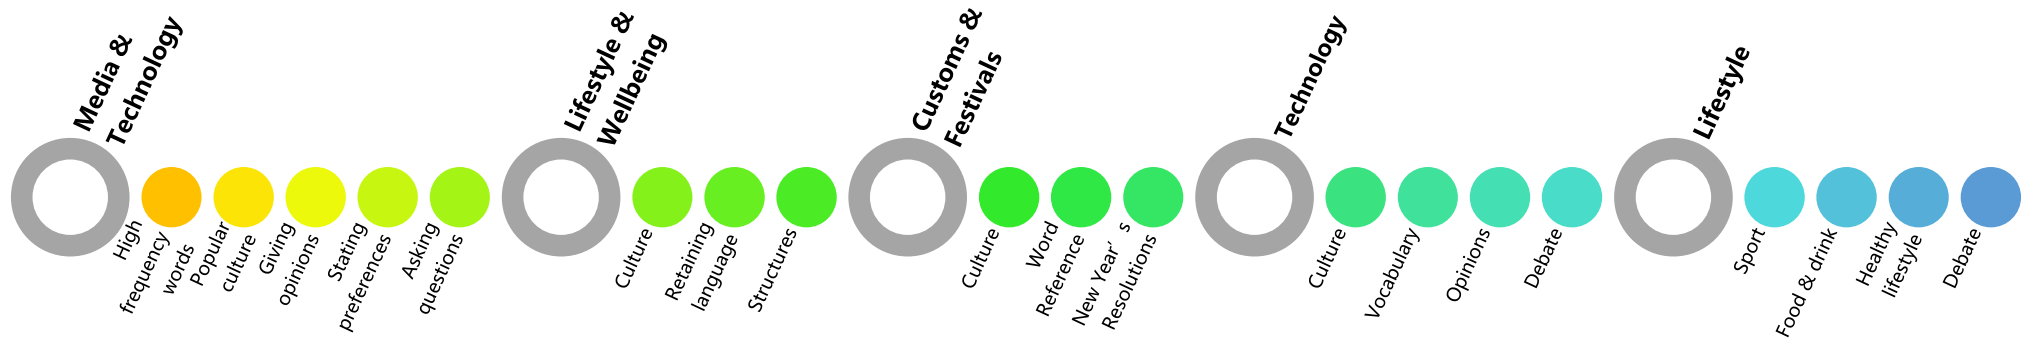 Media &
Technology
High
frequency
words
Popular
culture
Giving
opinions
Stating
preferences
Asking
questions
Lifestyle &
Wellbeing
Culture
Retaining
language
Structures
Customs &
Festivals
Culture
Word
Reference
New Year’s
Resolutions
Technology
Culture
Vocabulary
Opinions
Debate
Lifestyle
Sport
Food & drink
Healthy
lifestyle
Debate